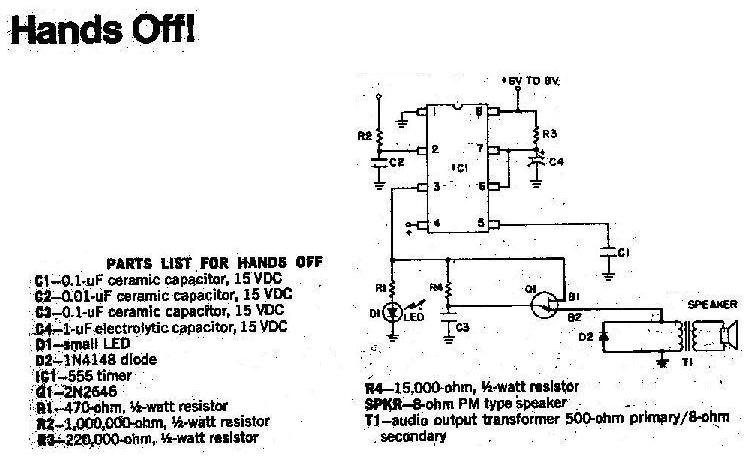 Hands Off!
+6V TO 9V
R2
C2
1
2
3
4
IC1
8
7
6
5
R3
C4
C1
R1
R4
Q1
B1
B2
D1
LED
C3
D2
T1
SPEAKER
PARTS LIST FOR HANDS OFF
C1—0.1-uF ceramic capacitor, 15 VDC
C2—0.01-uF ceramic capacitor, 15 VDC
C3—0.1-uF ceramic capacitor, 15 VDC
C4—1-uF electrolytic capacitor, 15 VDC
D1—small LED
D2—1N4148 diode
IC1—555 timer
Q1—2N2646
R1—470-ohm, ½-watt resistor
R2—1,000,000-ohm, ½-watt resistor
R3—220,000-ohm, ½-watt resistor
R4—15,000-ohm, ½-watt resistor
SPKR—8-ohm PM type speaker
T1—audio output transformer 500-ohm primary/8-ohm
secondary